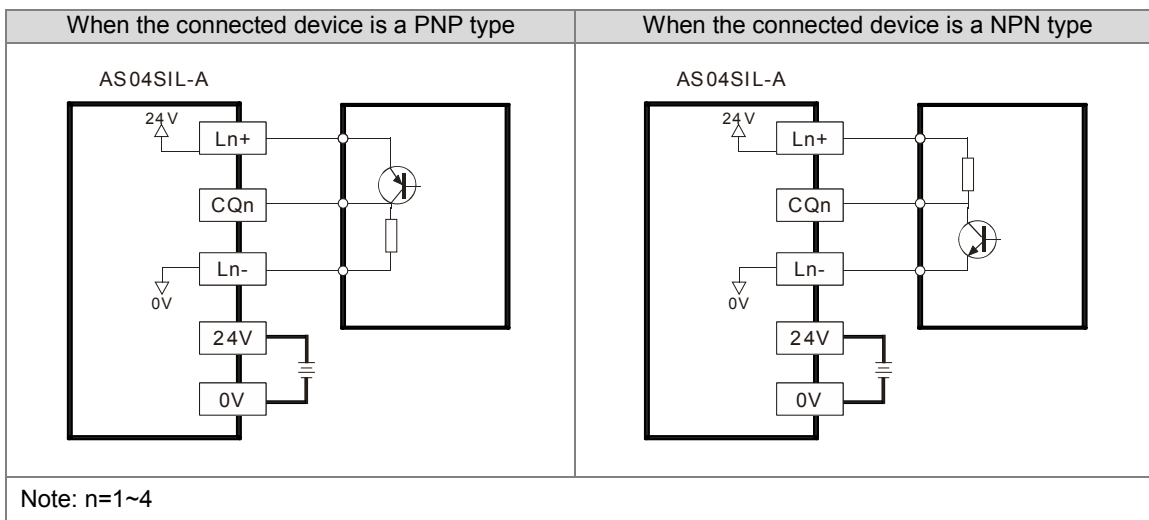 When the connected device is a PNP type
When the connected device is a NPN type
AS04SIL-A
24V
Ln+
CQn
Ln-
0V
24V
0V
AS04SIL-A
24V
Ln+
CQn
Ln-
0V
24V
0V
Note: n=1~4